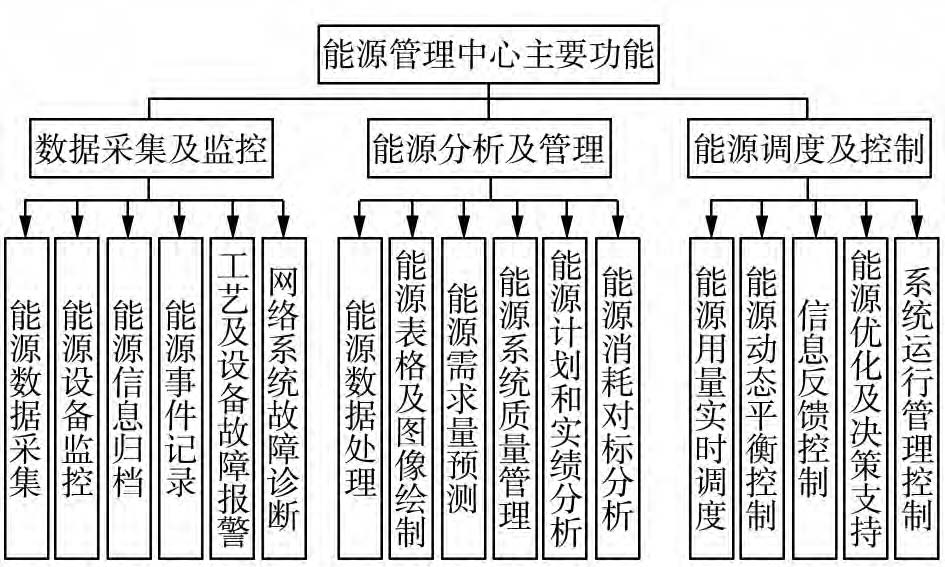 能源管理中心主要功能
数据采集及监控
能源分析及管理
能源调度及控制
能源数据采集
能源设备监控
能源信息归档
能源事件记录
工艺及设备故障报警
网络系统故障诊断
能源数据处理
能源表格及图像绘制
能源需求量预测
能源系统质量管理
能源计划和实绩分析
能源消耗对标分析
能源用量实时调度
能源动态平衡控制
信息反馈控制
能源优化及决策支持
系统运行管理控制